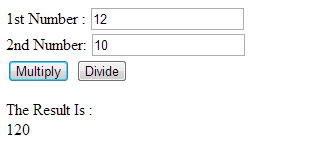 1st Number : 12
2nd Number: 10
Multiply Divide
The Result Is :
120